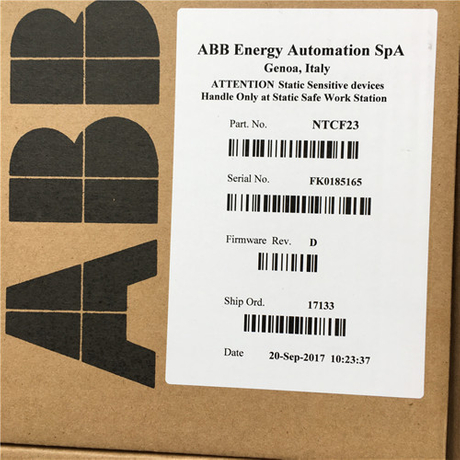 ABB
ABB Energy Automation SpA
Genoa, Italy
ATTENTION Static Sensitive devices
Handle Only at Static Safe Work Station
Part. No. NTCF23
Serial No. FK0185165
Firmware Rev. D
Ship Ord. 17133
Date 20-Sep-2017 10:23:37